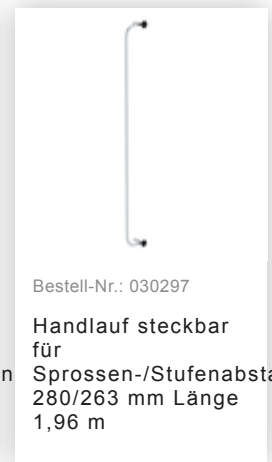 Bestell-Nr.: 030297
Handlauf steckbar
für
n Sprossen-/Stufenabsta
280/263 mm Länge
1,96 m